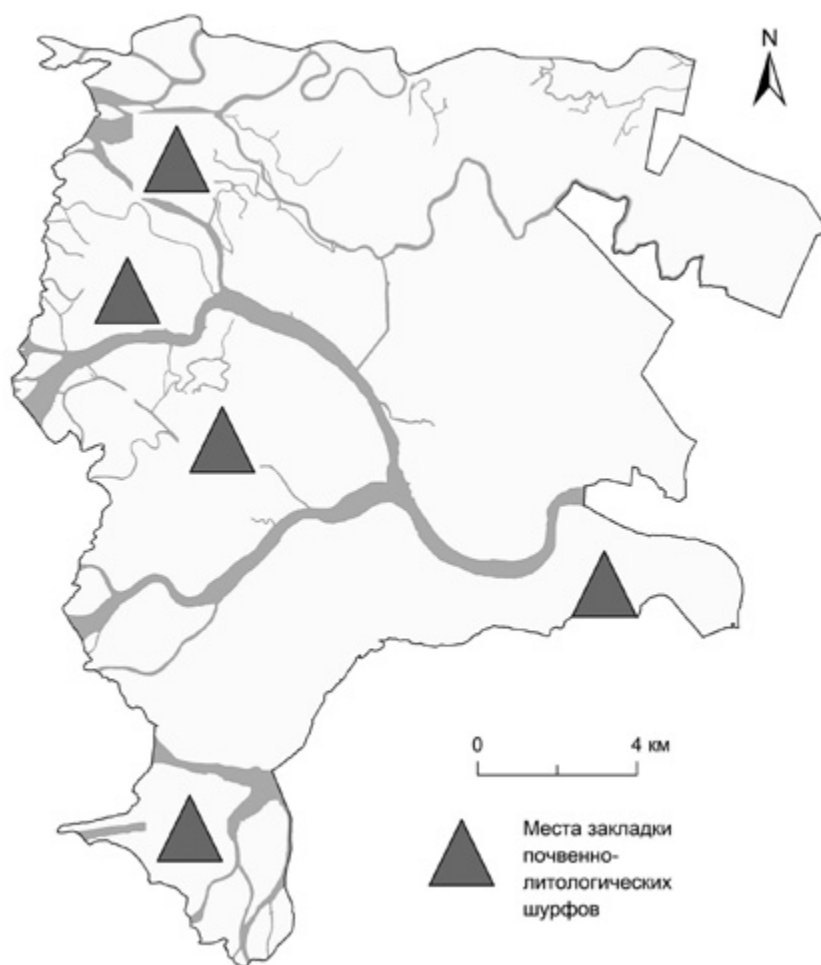 N
0 4 км
Места закладки
почвенно-
литологических
шурфов